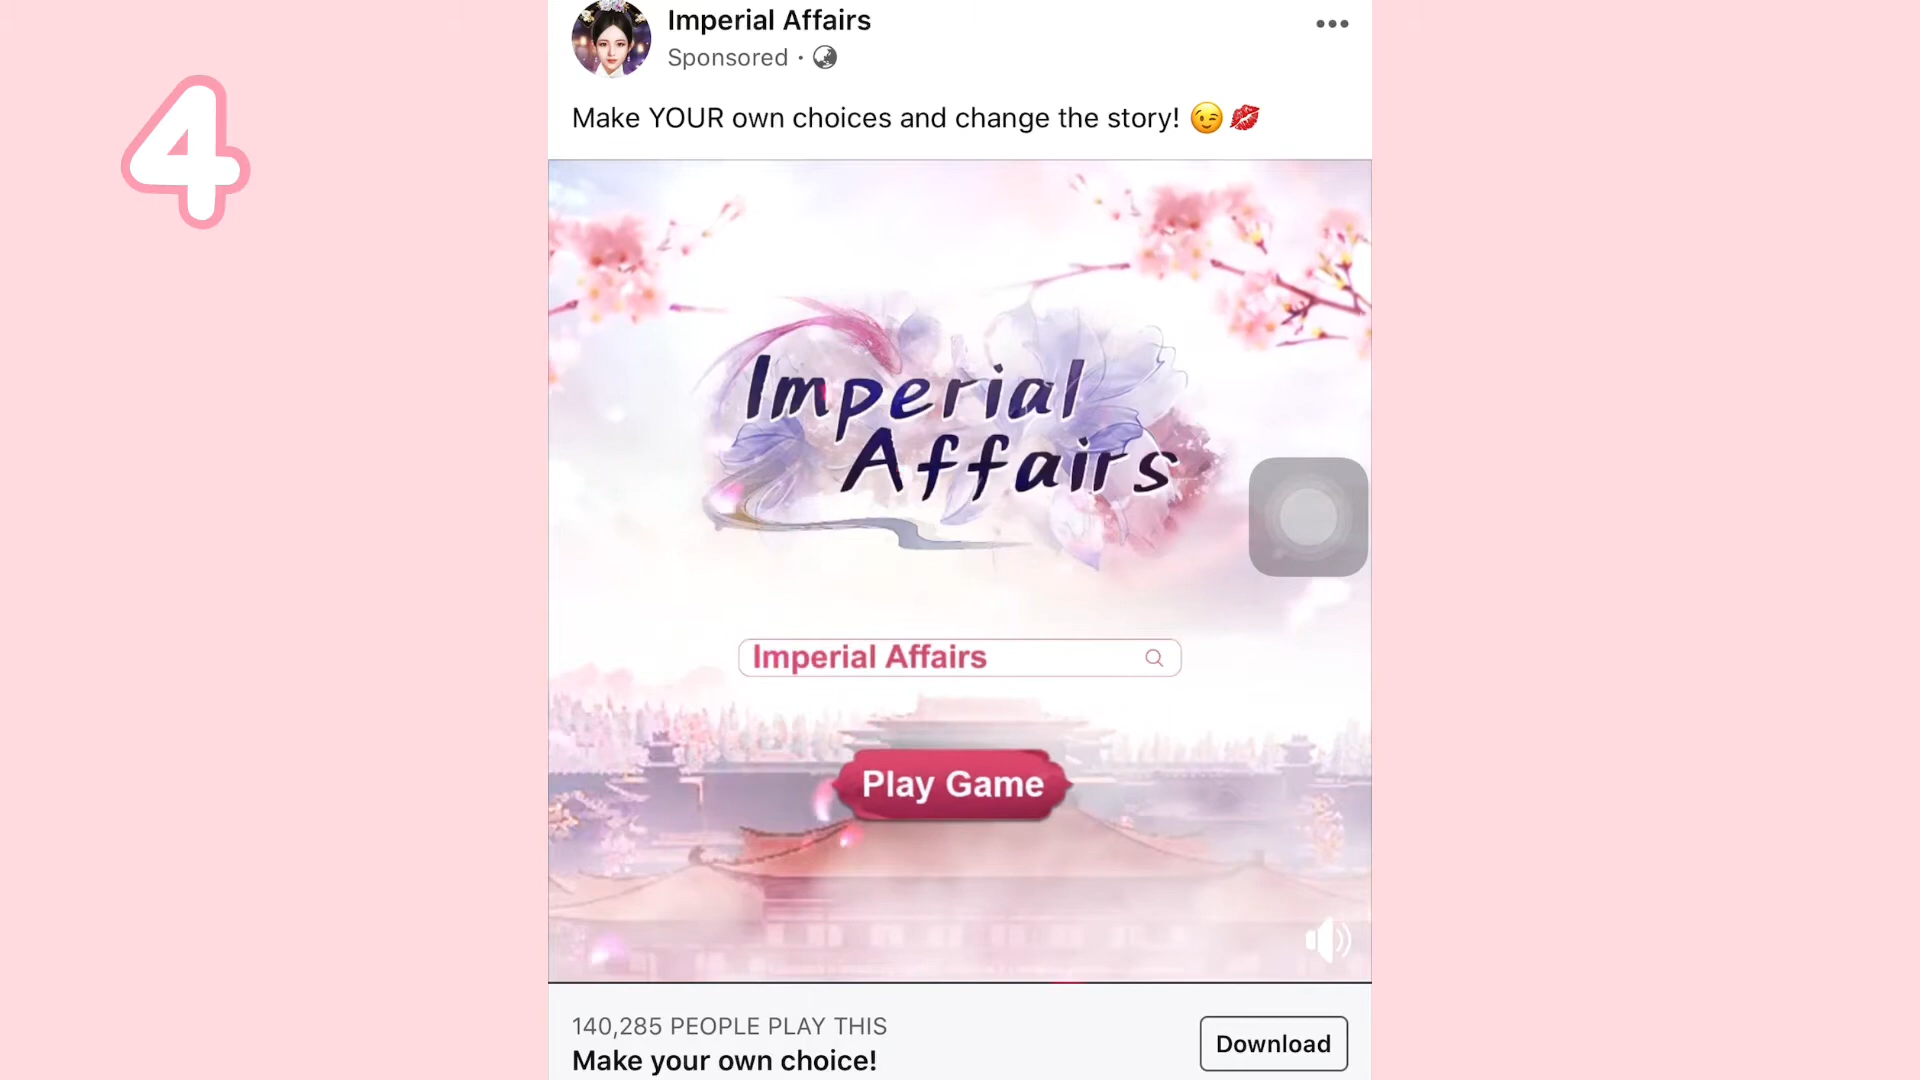 4
Imperial Affairs
Sponsored ·
Make YOUR own choices and change the story! 😉💋
Imperial
Affairs
Imperial Affairs
Play Game
140,285 PEOPLE PLAY THIS
Make your own choice!
Download